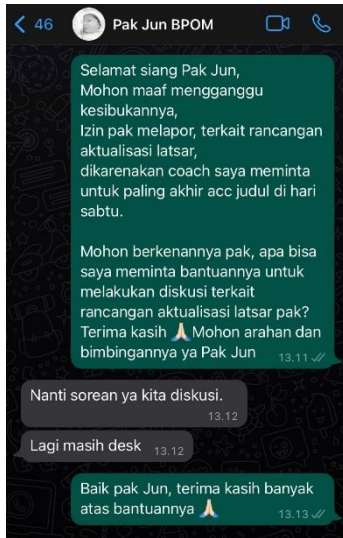 46 Pak Jun BPOM
Selamat siang Pak Jun,
Mohon maaf mengganggu
kesibukannya,
Izin pak melapor, terkait rancangan
aktualisasi latsar,
dikarenakan coach saya meminta
untuk paling akhir acc judul di hari
sabtu.
Mohon berkenannya pak, apa bisa
saya meminta bantuannya untuk
melakukan diskusi terkait
rancangan aktualisasi latsar pak?
Terima kasih 🙏🏻 Mohon arahan dan
bimbingannya ya Pak Jun 13.11
Nanti sorean ya kita diskusi.
13.12
Lagi masih desk 13.12
Baik pak Jun, terima kasih banyak
atas bantuannya 🙏🏻 13.13